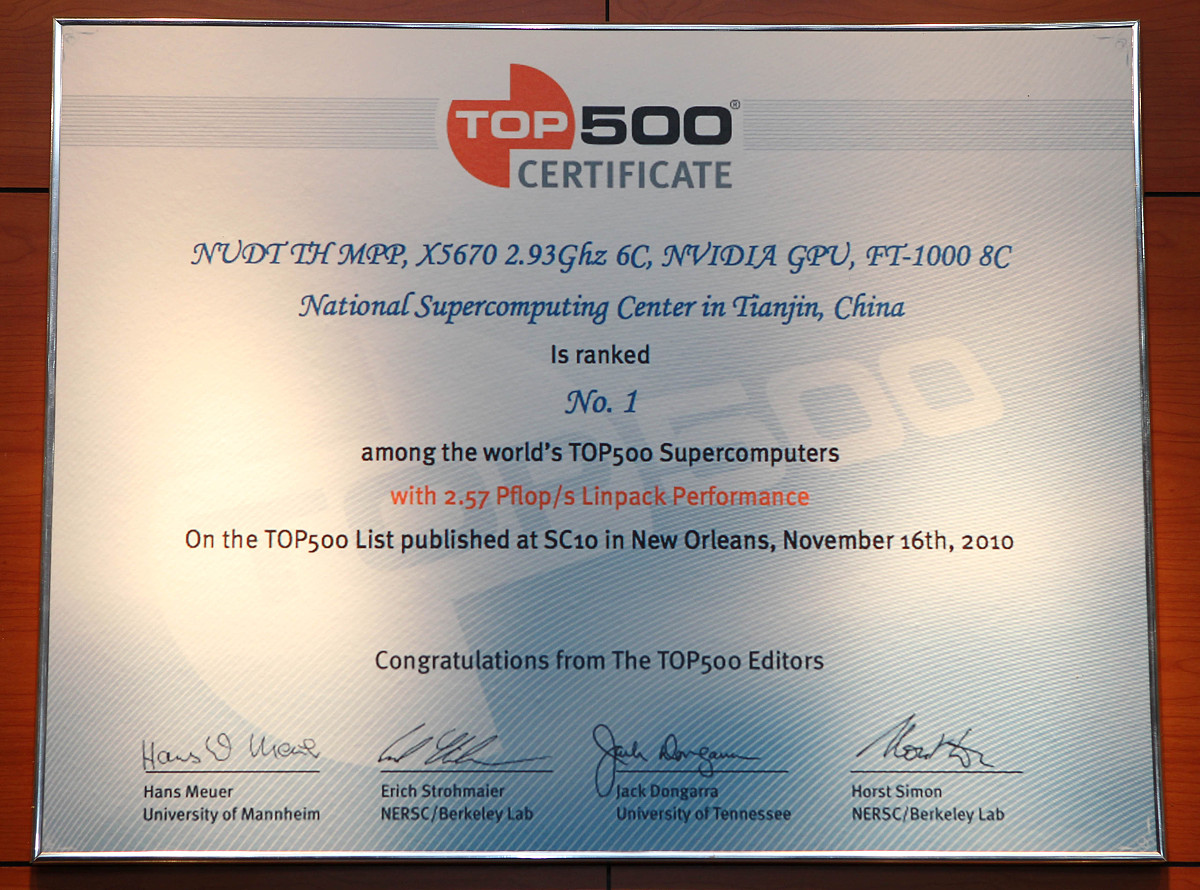 TOP500®
CERTIFICATE
NUDT TH MPP, X5670 2.93Ghz 6C, NVIDIA GPU, FT-1000 8C
National Supercomputing Center in Tianjin, China
Is ranked
No. 1
among the world's TOP500 Supercomputers
with 2.57 Pflop/s Linpack Performance
On the TOP500 List published at SC10 in New Orleans, November 16th, 2010
Congratulations from The TOP500 Editors
Hans Meuer
University of Mannheim
Erich Strohmaier
NERSC/Berkeley Lab
Jack Dongarra
University of Tennessee
Horst Simon
NERSC/Berkeley Lab